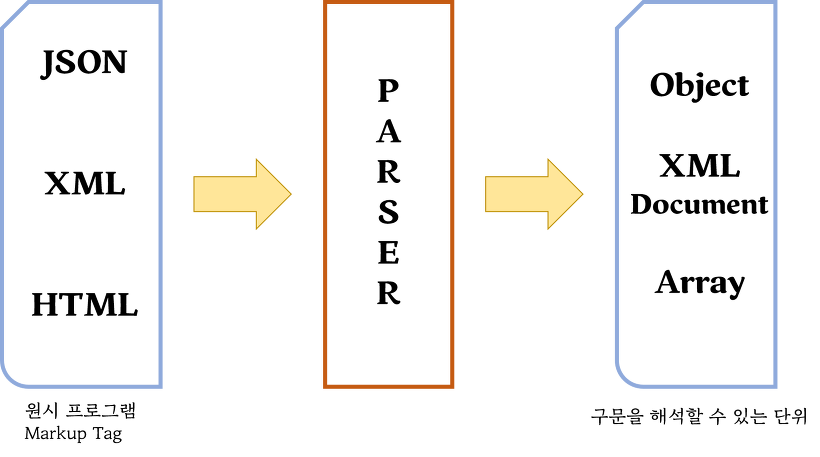 JSON
XML
HTML
원시 프로그램
Markup Tag
P
A
R
S
E
R
Object
XML
Document
Array
구문을 해석할 수 있는 단위